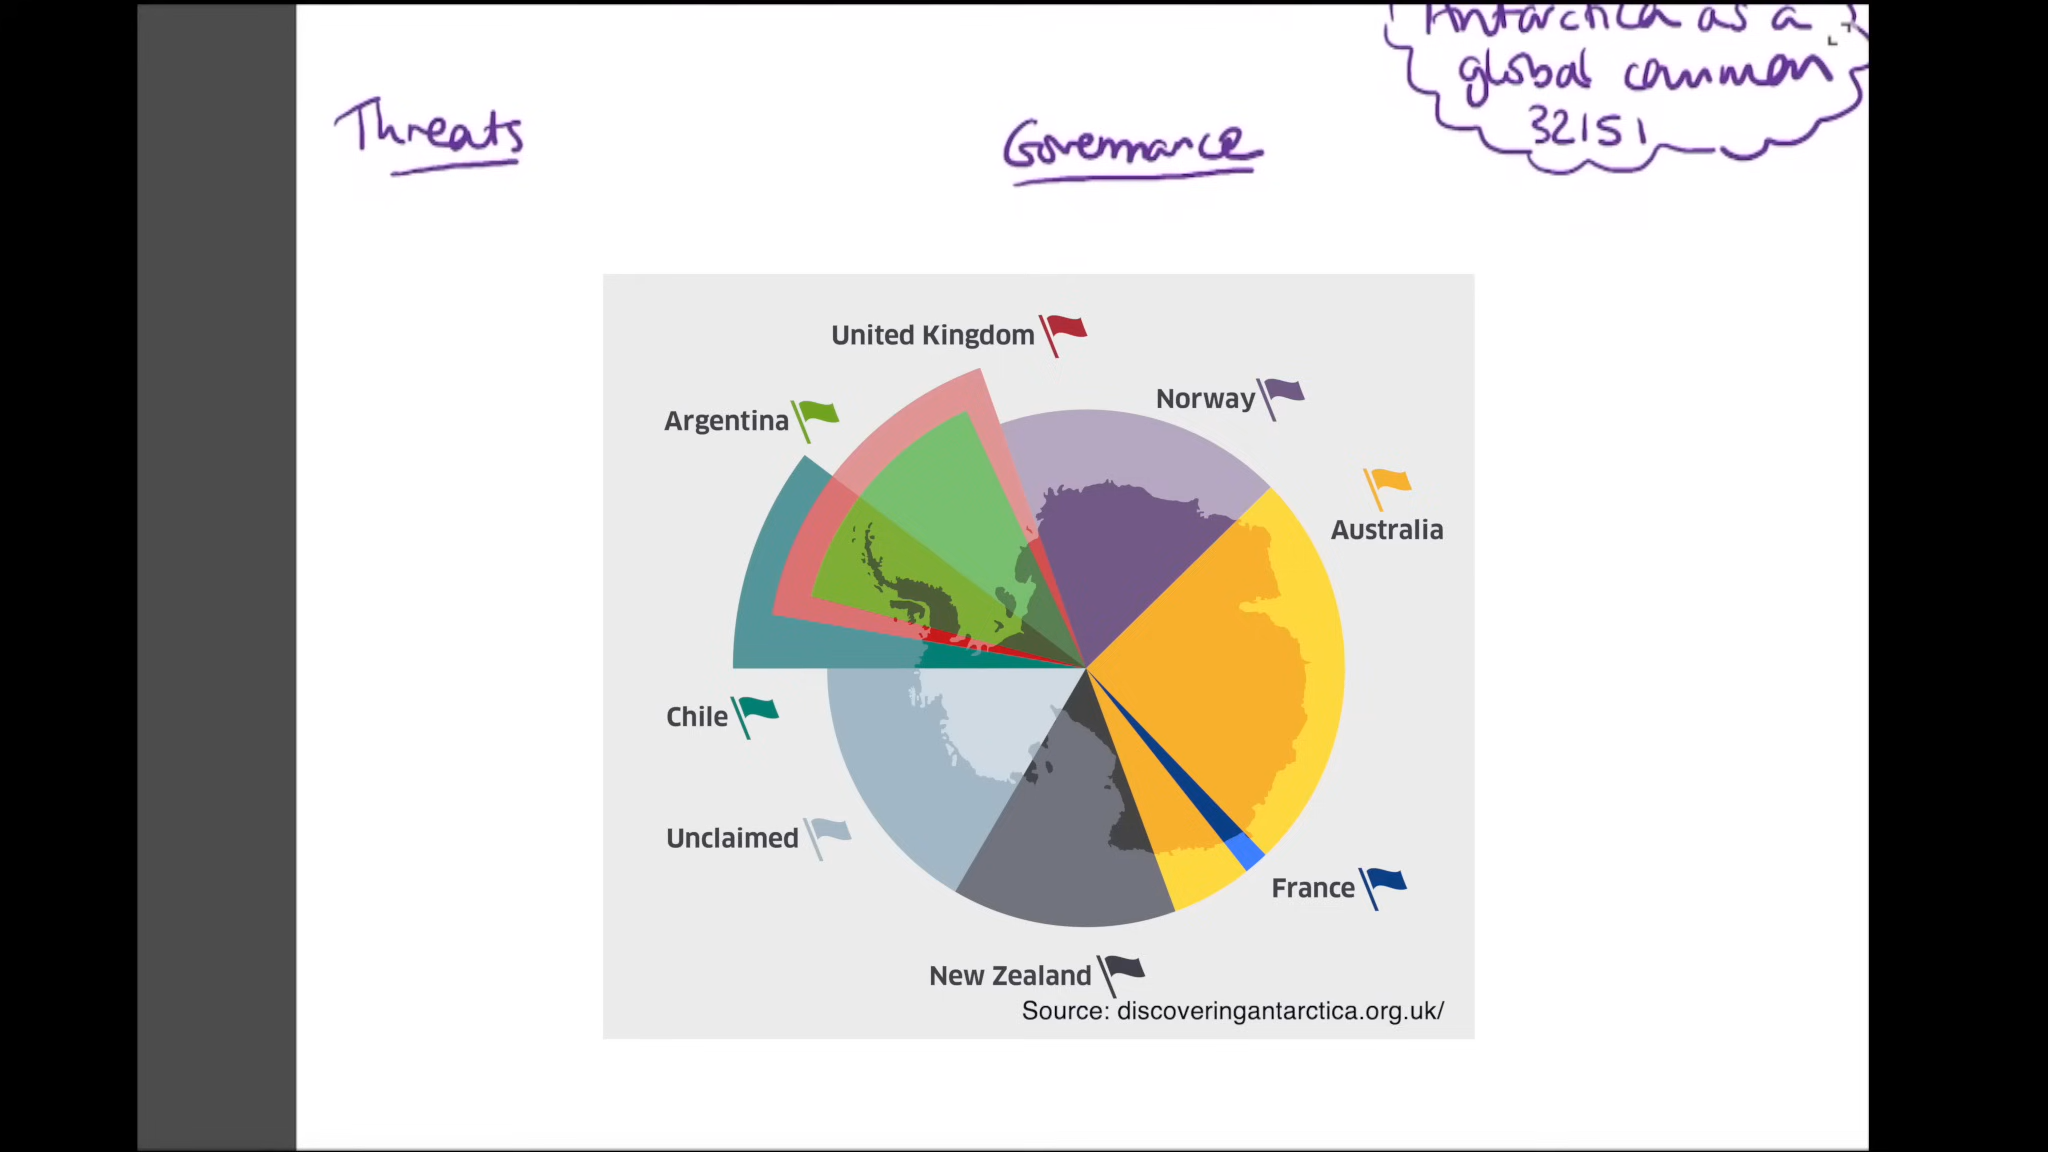 Antarctica as a
global common
32151
Threats
Governance
United Kingdom
Norway
Argentina
Australia
Chile
Unclaimed
France
New Zealand
Source: discoveringantarctica.org.uk/